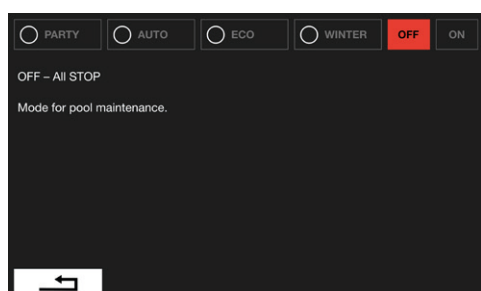 PARTY AUTO ECO WINTER OFF ON
OFF – All STOP
Mode for pool maintenance.